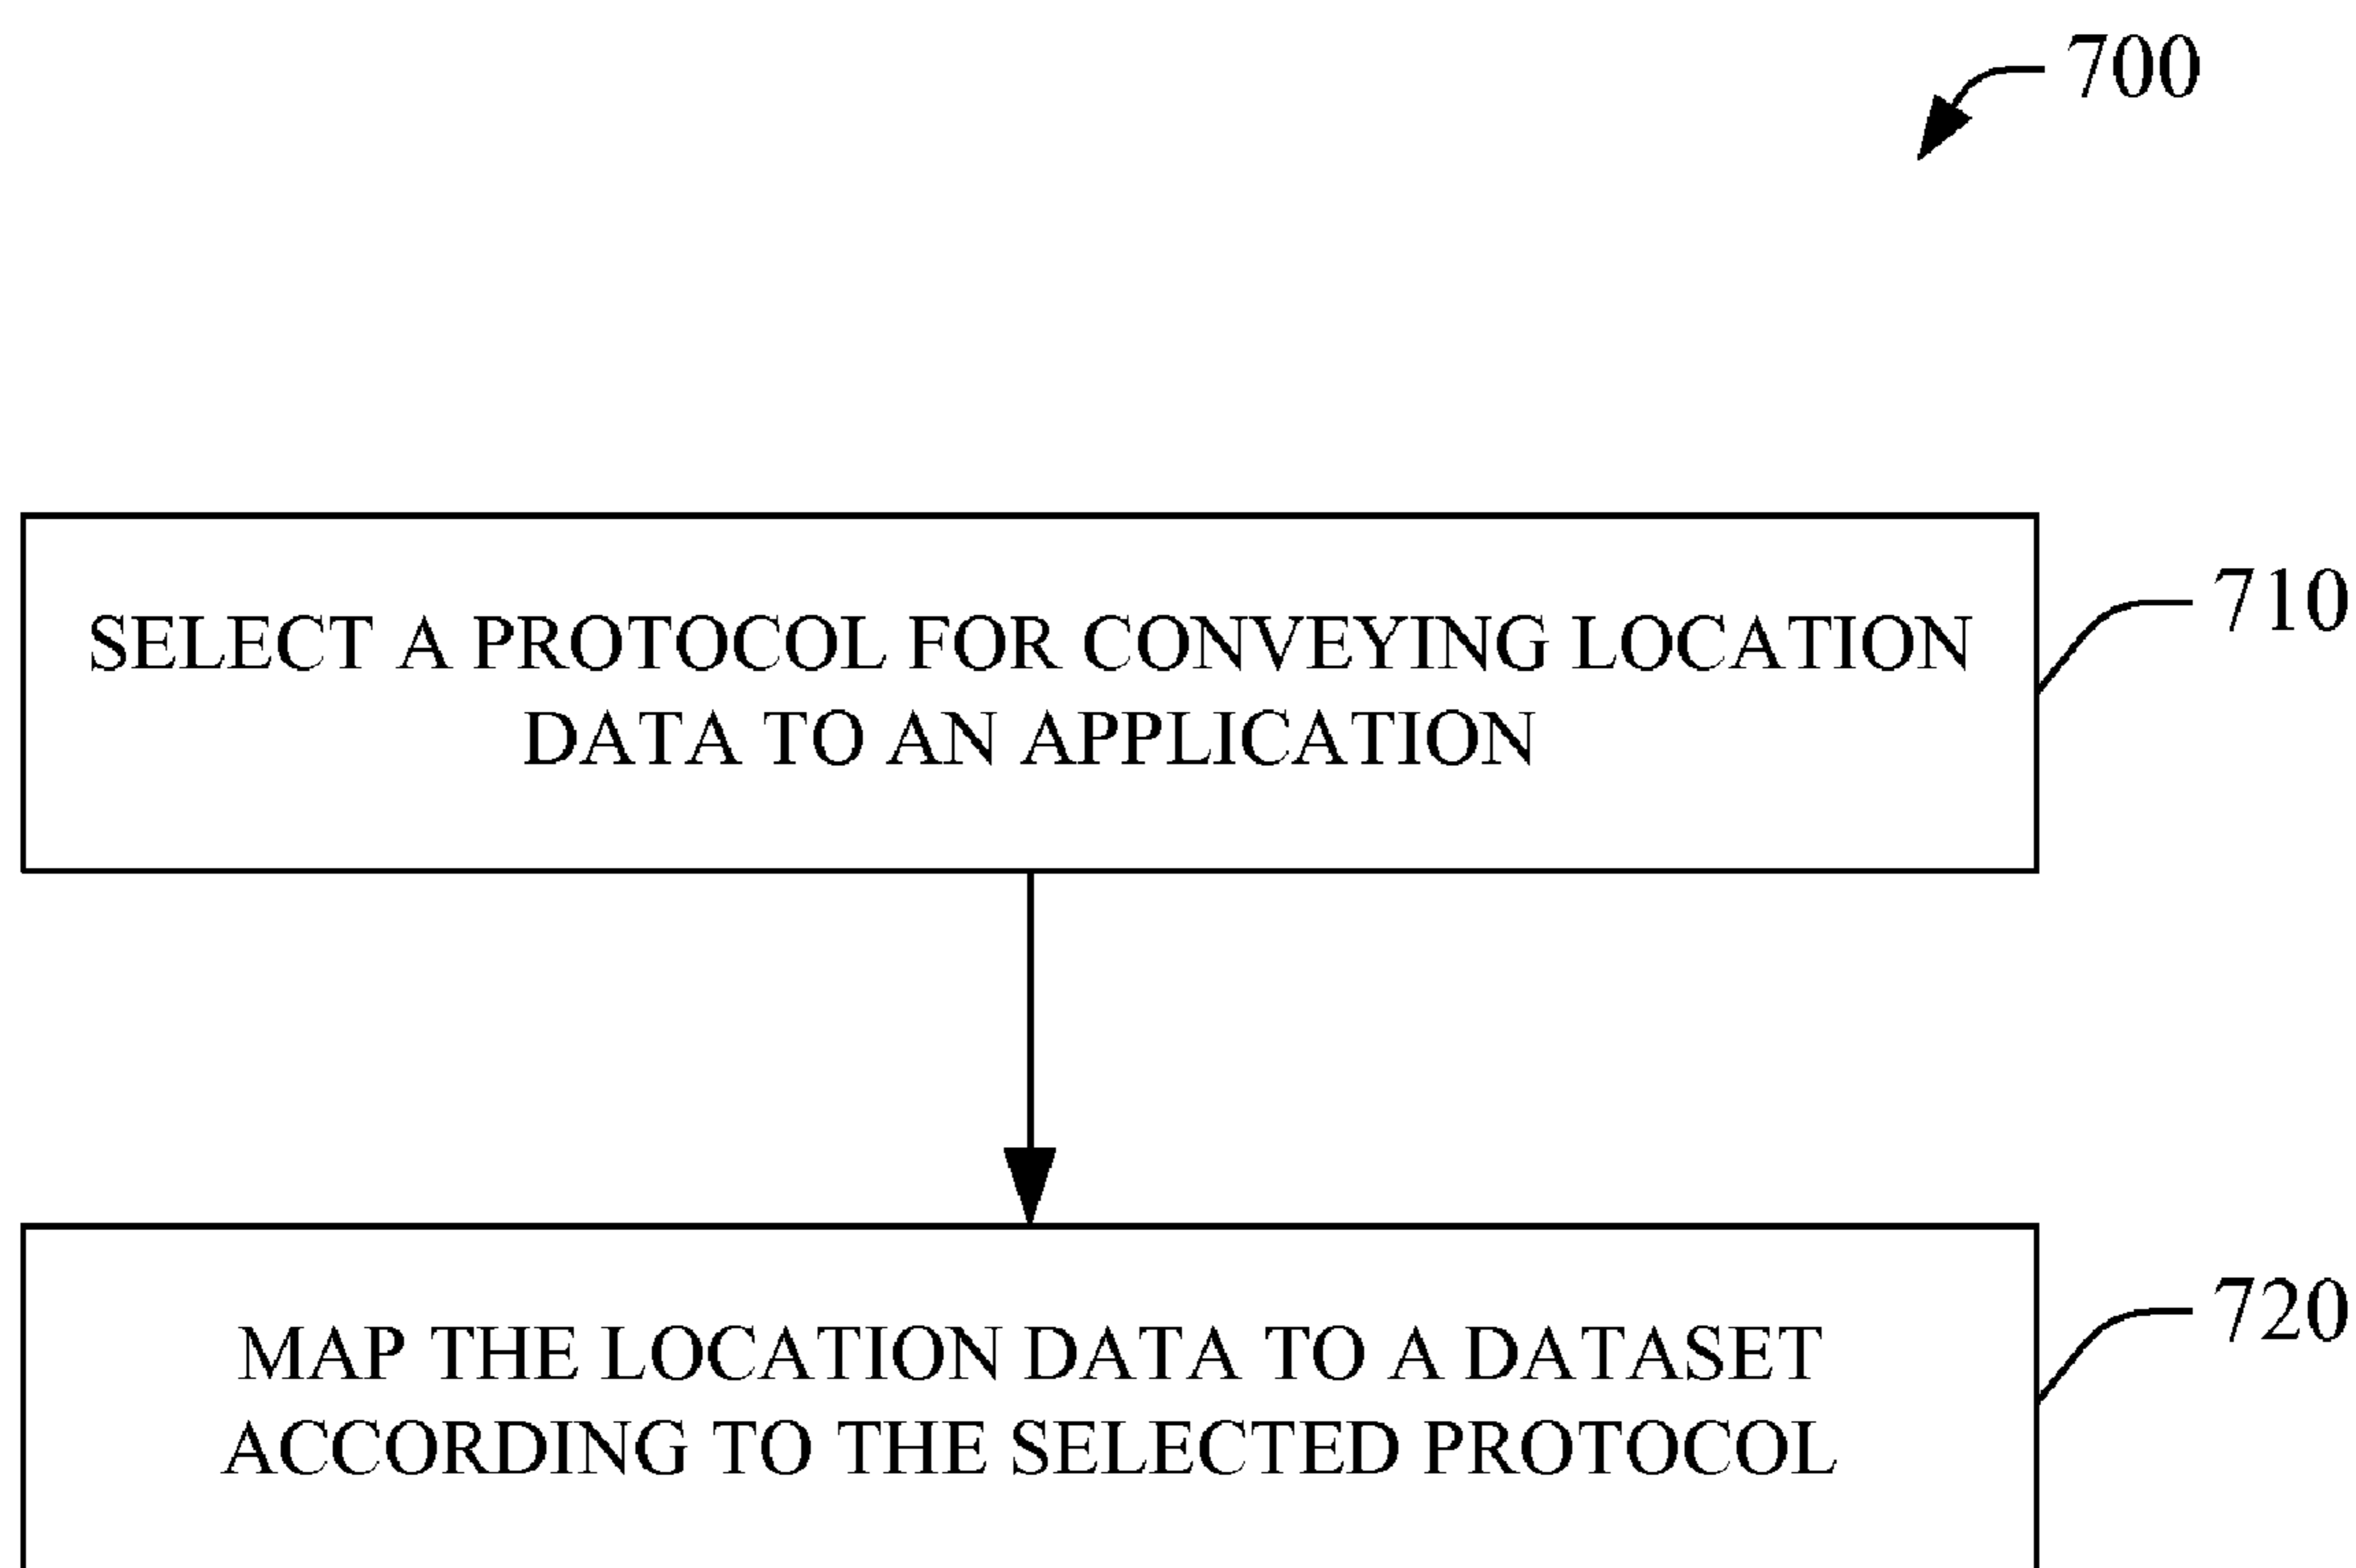 700
SELECT A PROTOCOL FOR CONVEYING LOCATION
DATA TO AN APPLICATION
710
MAP THE LOCATION DATA TO A DATASET
ACCORDING TO THE SELECTED PROTOCOL
720